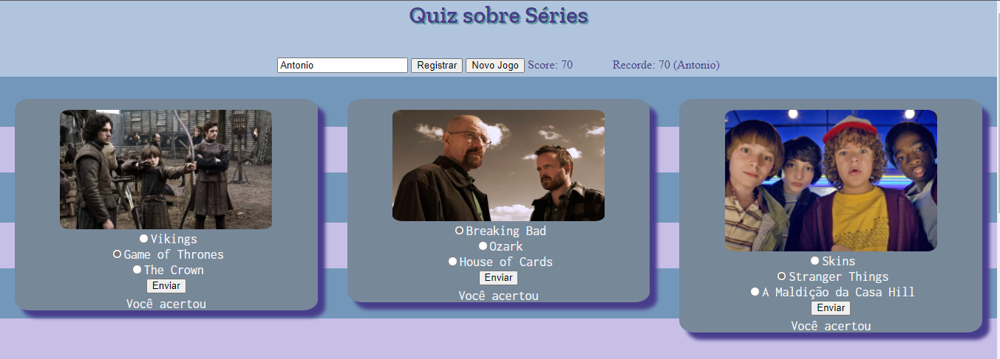 Quiz sobre Séries
Antonio Registrar Novo Jogo Score: 70 Recorde: 70 (Antonio)
Vikings
Game of Thrones
The Crown
Enviar
Você acertou
Breaking Bad
Ozark
House of Cards
Enviar
Você acertou
Skins
Stranger Things
A Maldição da Casa Hill
Enviar
Você acertou